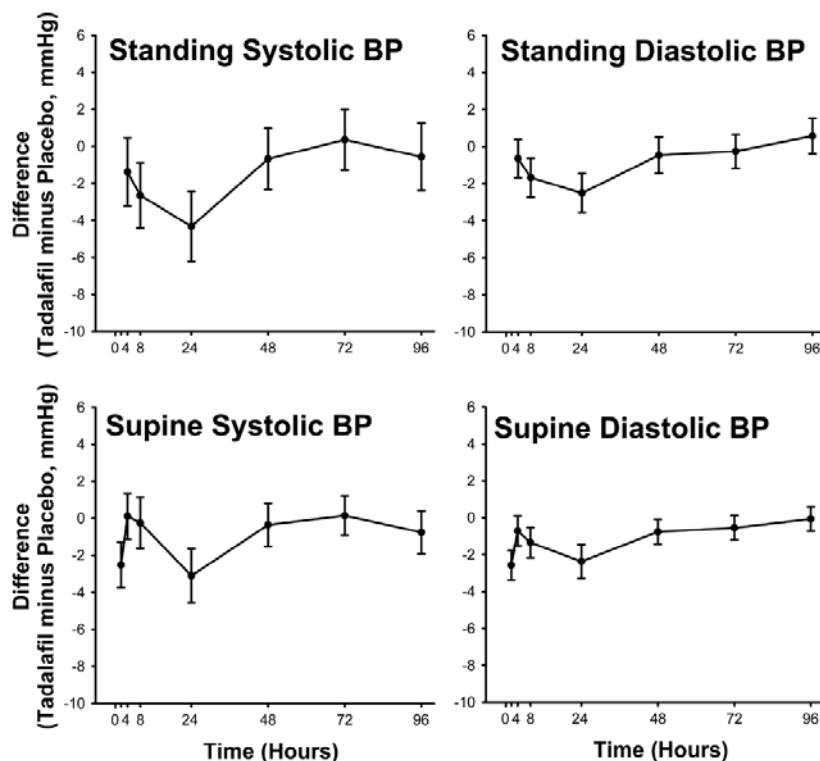 Standing Systolic BP
Difference
(Tadalafil minus Placebo, mmHg)
6
4
2
0
-2
-4
-6
-8
-10
0 4 8 24 48 72 96
Standing Diastolic BP
6
4
2
0
-2
-4
-6
-8
-10
0 4 8 24 48 72 96
Supine Systolic BP
Difference
(Tadalafil minus Placebo, mmHg)
6
4
2
0
-2
-4
-6
-8
-10
0 4 8 24 48 72 96
Time (Hours)
Supine Diastolic BP
6
4
2
0
-2
-4
-6
-8
-10
0 4 8 24 48 72 96
Time (Hours)